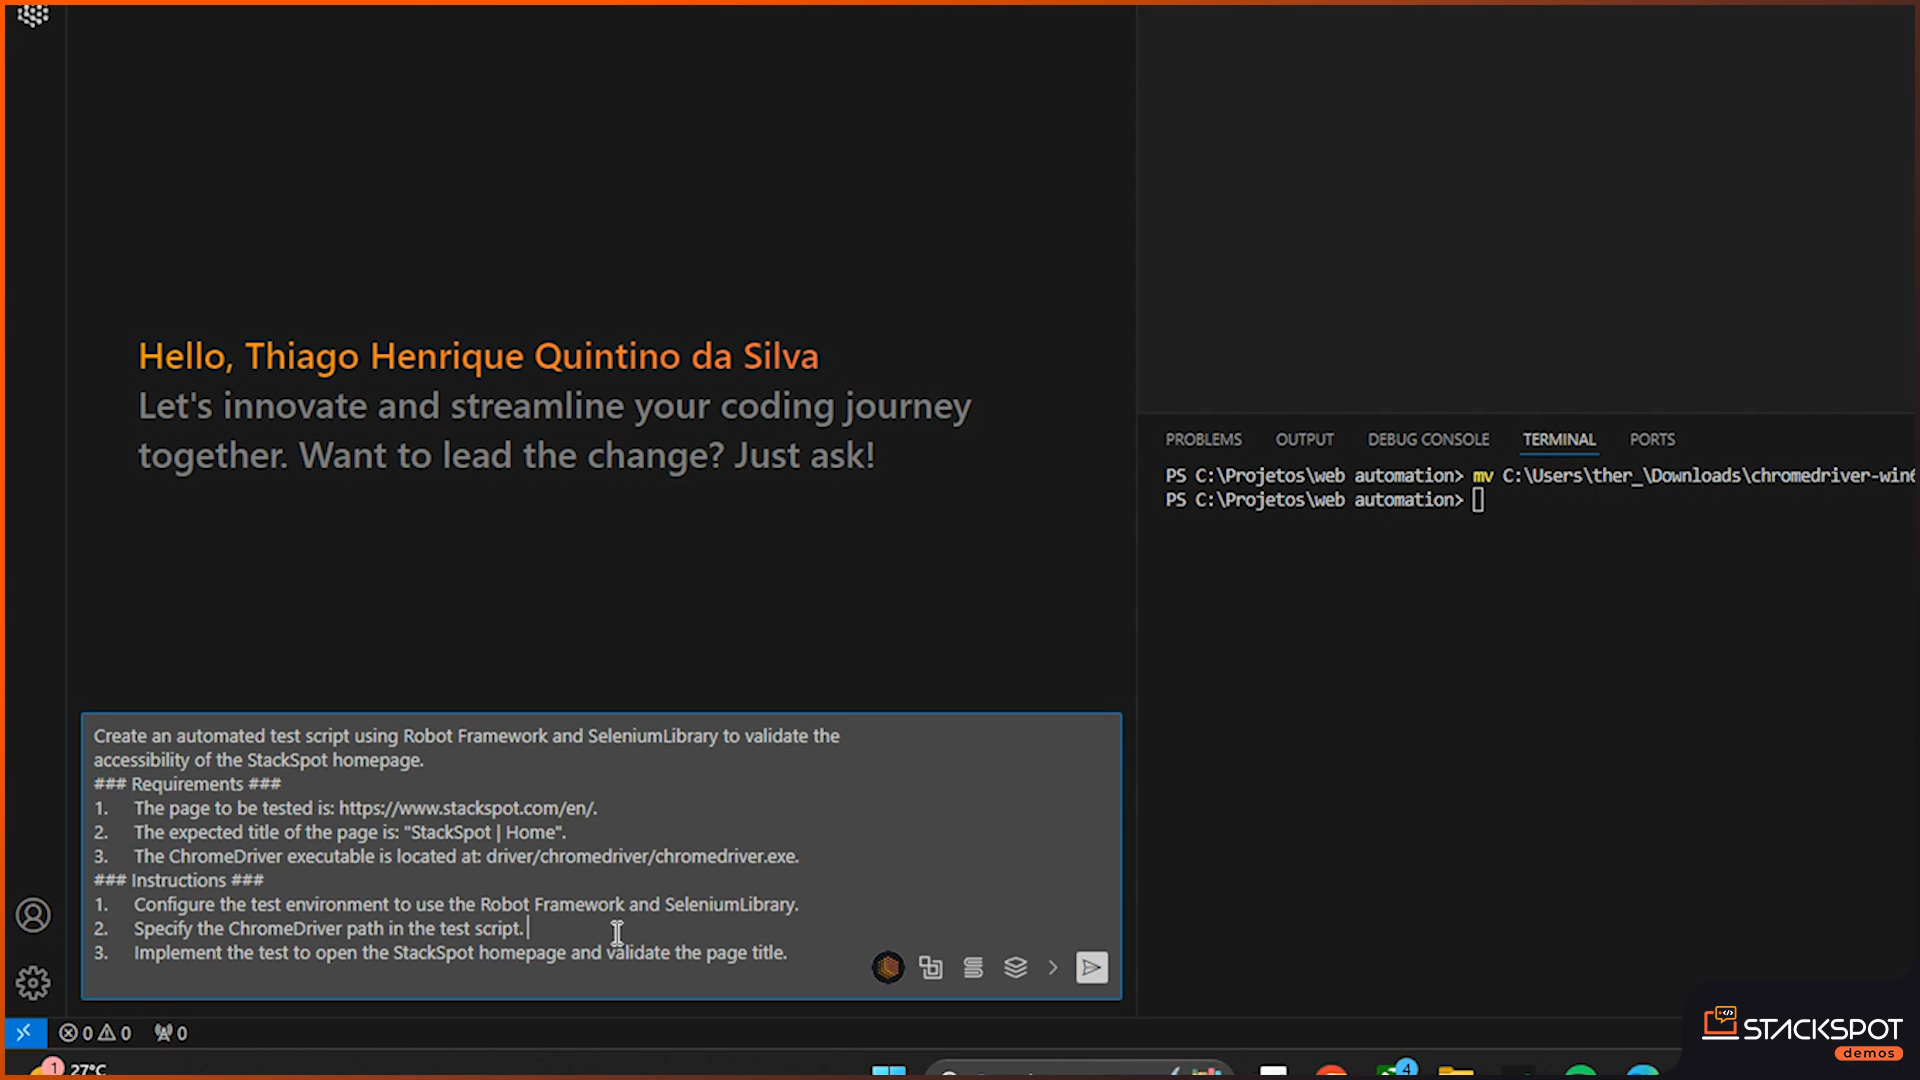 Hello, Thiago Henrique Quintino da Silva
Let's innovate and streamline your coding journey
together. Want to lead the change? Just ask!
Create an automated test script using Robot Framework and SeleniumLibrary to validate the
accessibility of the StackSpot homepage.
### Requirements ###
1. The page to be tested is: https://www.stackspot.com/en/.
2. The expected title of the page is: "StackSpot | Home".
3. The ChromeDriver executable is located at: driver/chromedriver/chromedriver.exe.
### Instructions ###
1. Configure the test environment to use the Robot Framework and SeleniumLibrary.
2. Specify the ChromeDriver path in the test script.
3. Implement the test to open the StackSpot homepage and validate the page title.
PROBLEMS OUTPUT DEBUG CONSOLE TERMINAL PORTS
PS C:\Projetos\web automation> mv C:\Users\ther_\Downloads\chromedriver-win6
PS C:\Projetos\web automation>
0 0 0
1 27°C
4
STACKSPOT
demos